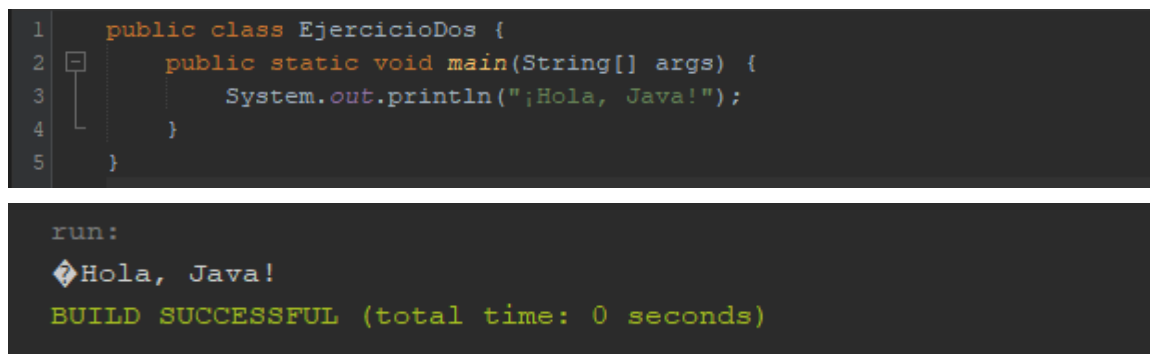 1 public class EjercicioDos {
2 public static void main(String[] args) {
3 System.out.println("¡Hola, Java!");
4 }
5 }
run:
�Hola, Java!
BUILD SUCCESSFUL (total time: 0 seconds)